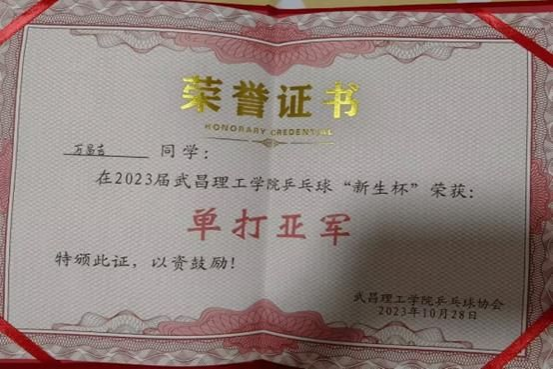 荣誉证书
HONORARY CREDENTIAL
万昌吉 同学：
在2023届武昌理工学院乒乓球“新生杯”荣获：
单打亚军
特颁此证，以资鼓励！
武昌理工学院乒乓球协会
2023年10月28日